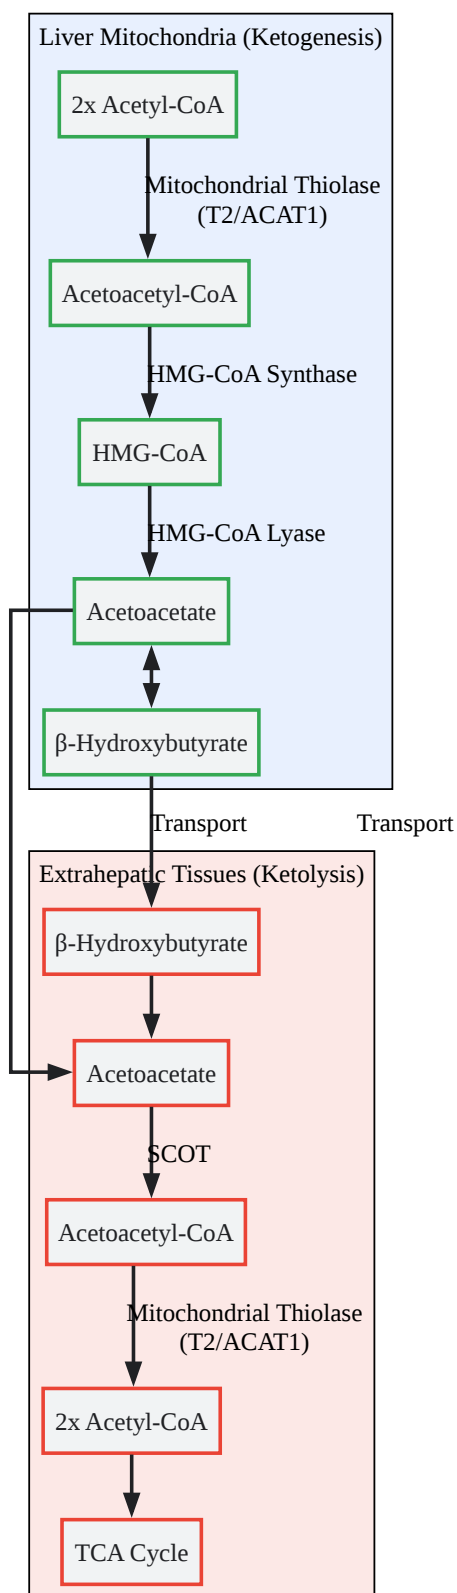 Liver Mitochondria (Ketogenesis)
2x Acetyl-CoA
Mitochondrial Thiolase
(T2/ACAT1)
Acetoacetyl-CoA
HMG-CoA Synthase
HMG-CoA
HMG-CoA Lyase
Acetoacetate
β-Hydroxybutyrate
Transport
Transport
Extrahepatic Tissues (Ketolysis)
β-Hydroxybutyrate
Acetoacetate
SCOT
Acetoacetyl-CoA
Mitochondrial Thiolase
(T2/ACAT1)
2x Acetyl-CoA
TCA Cycle